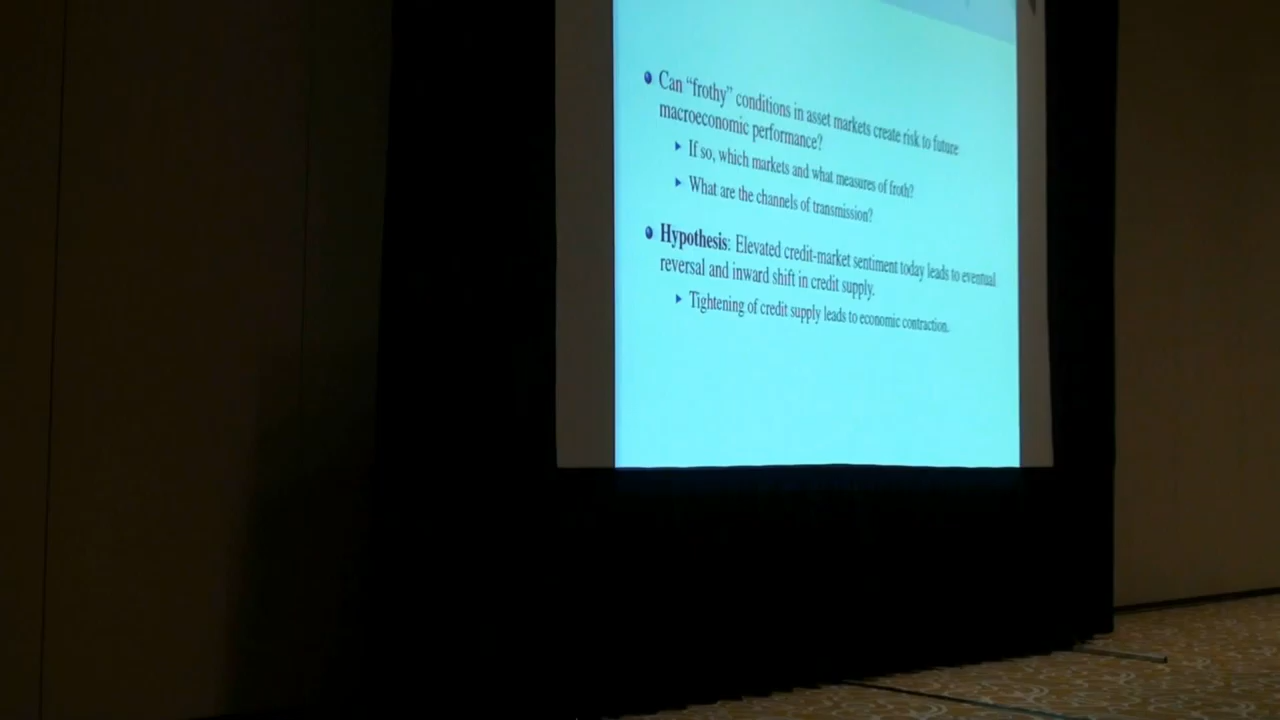 Can “frothy” conditions in asset markets create risk to future
macroeconomic performance?
If so, which markets and what measures of froth?
What are the channels of transmission?
Hypothesis: Elevated credit-market sentiment today leads to eventual
reversal and inward shift in credit supply.
Tightening of credit supply leads to economic contraction.